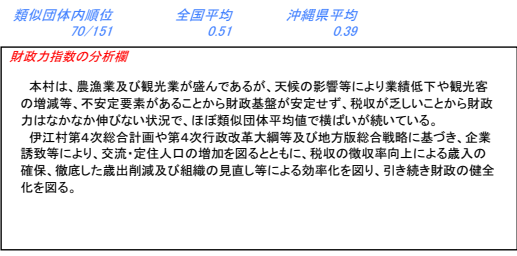 類似団体内順位 全国平均 沖縄県平均
70/151 0.51 0.39
財政力指数の分析欄
本村は、農漁業及び観光業が盛んであるが、天候の影響等により業績低下や観光客
の増減等、不安定要素があることから財政基盤が安定せず、税収が乏しいことから財政
力はなかなか伸びない状況で、ほぼ類似団体平均値で横ばいが続いている。
伊江村第4次総合計画や第4次行政改革大綱等及び地方版総合戦略に基づき、企業
誘致等により、交流・定住人口の増加を図るとともに、税収の徴収率向上による歳入の
確保、徹底した歳出削減及び組織の見直し等による効率化を図り、引き続き財政の健全
化を図る。